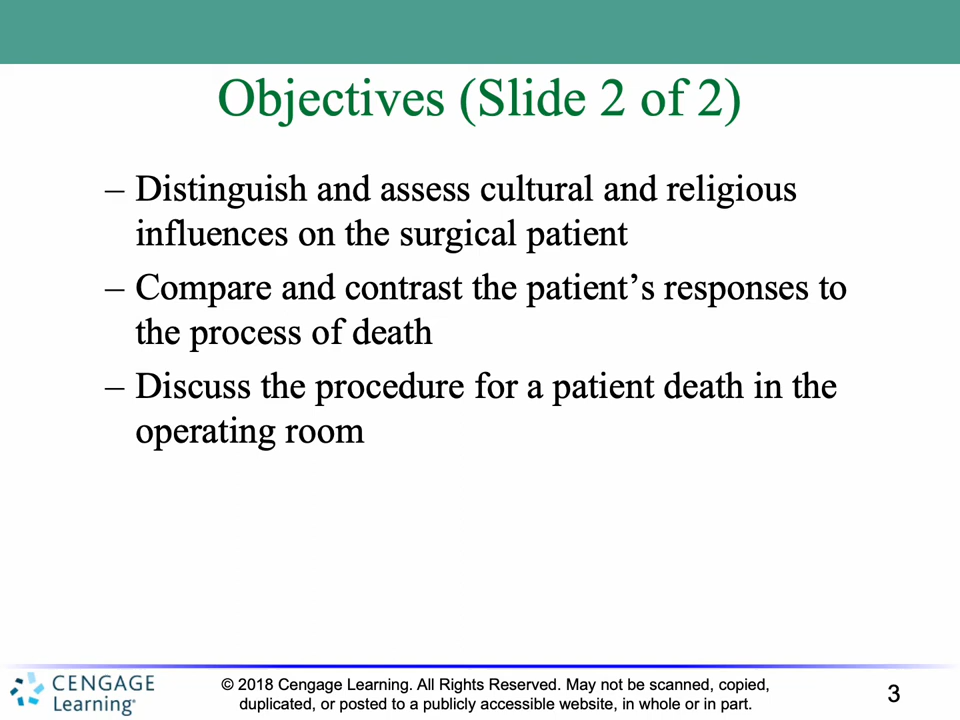 Objectives (Slide 2 of 2)
– Distinguish and assess cultural and religious
influences on the surgical patient
– Compare and contrast the patient’s responses to
the process of death
– Discuss the procedure for a patient death in the
operating room
CENGAGE
Learning®
© 2018 Cengage Learning. All Rights Reserved. May not be scanned, copied,
duplicated, or posted to a publicly accessible website, in whole or in part.
3